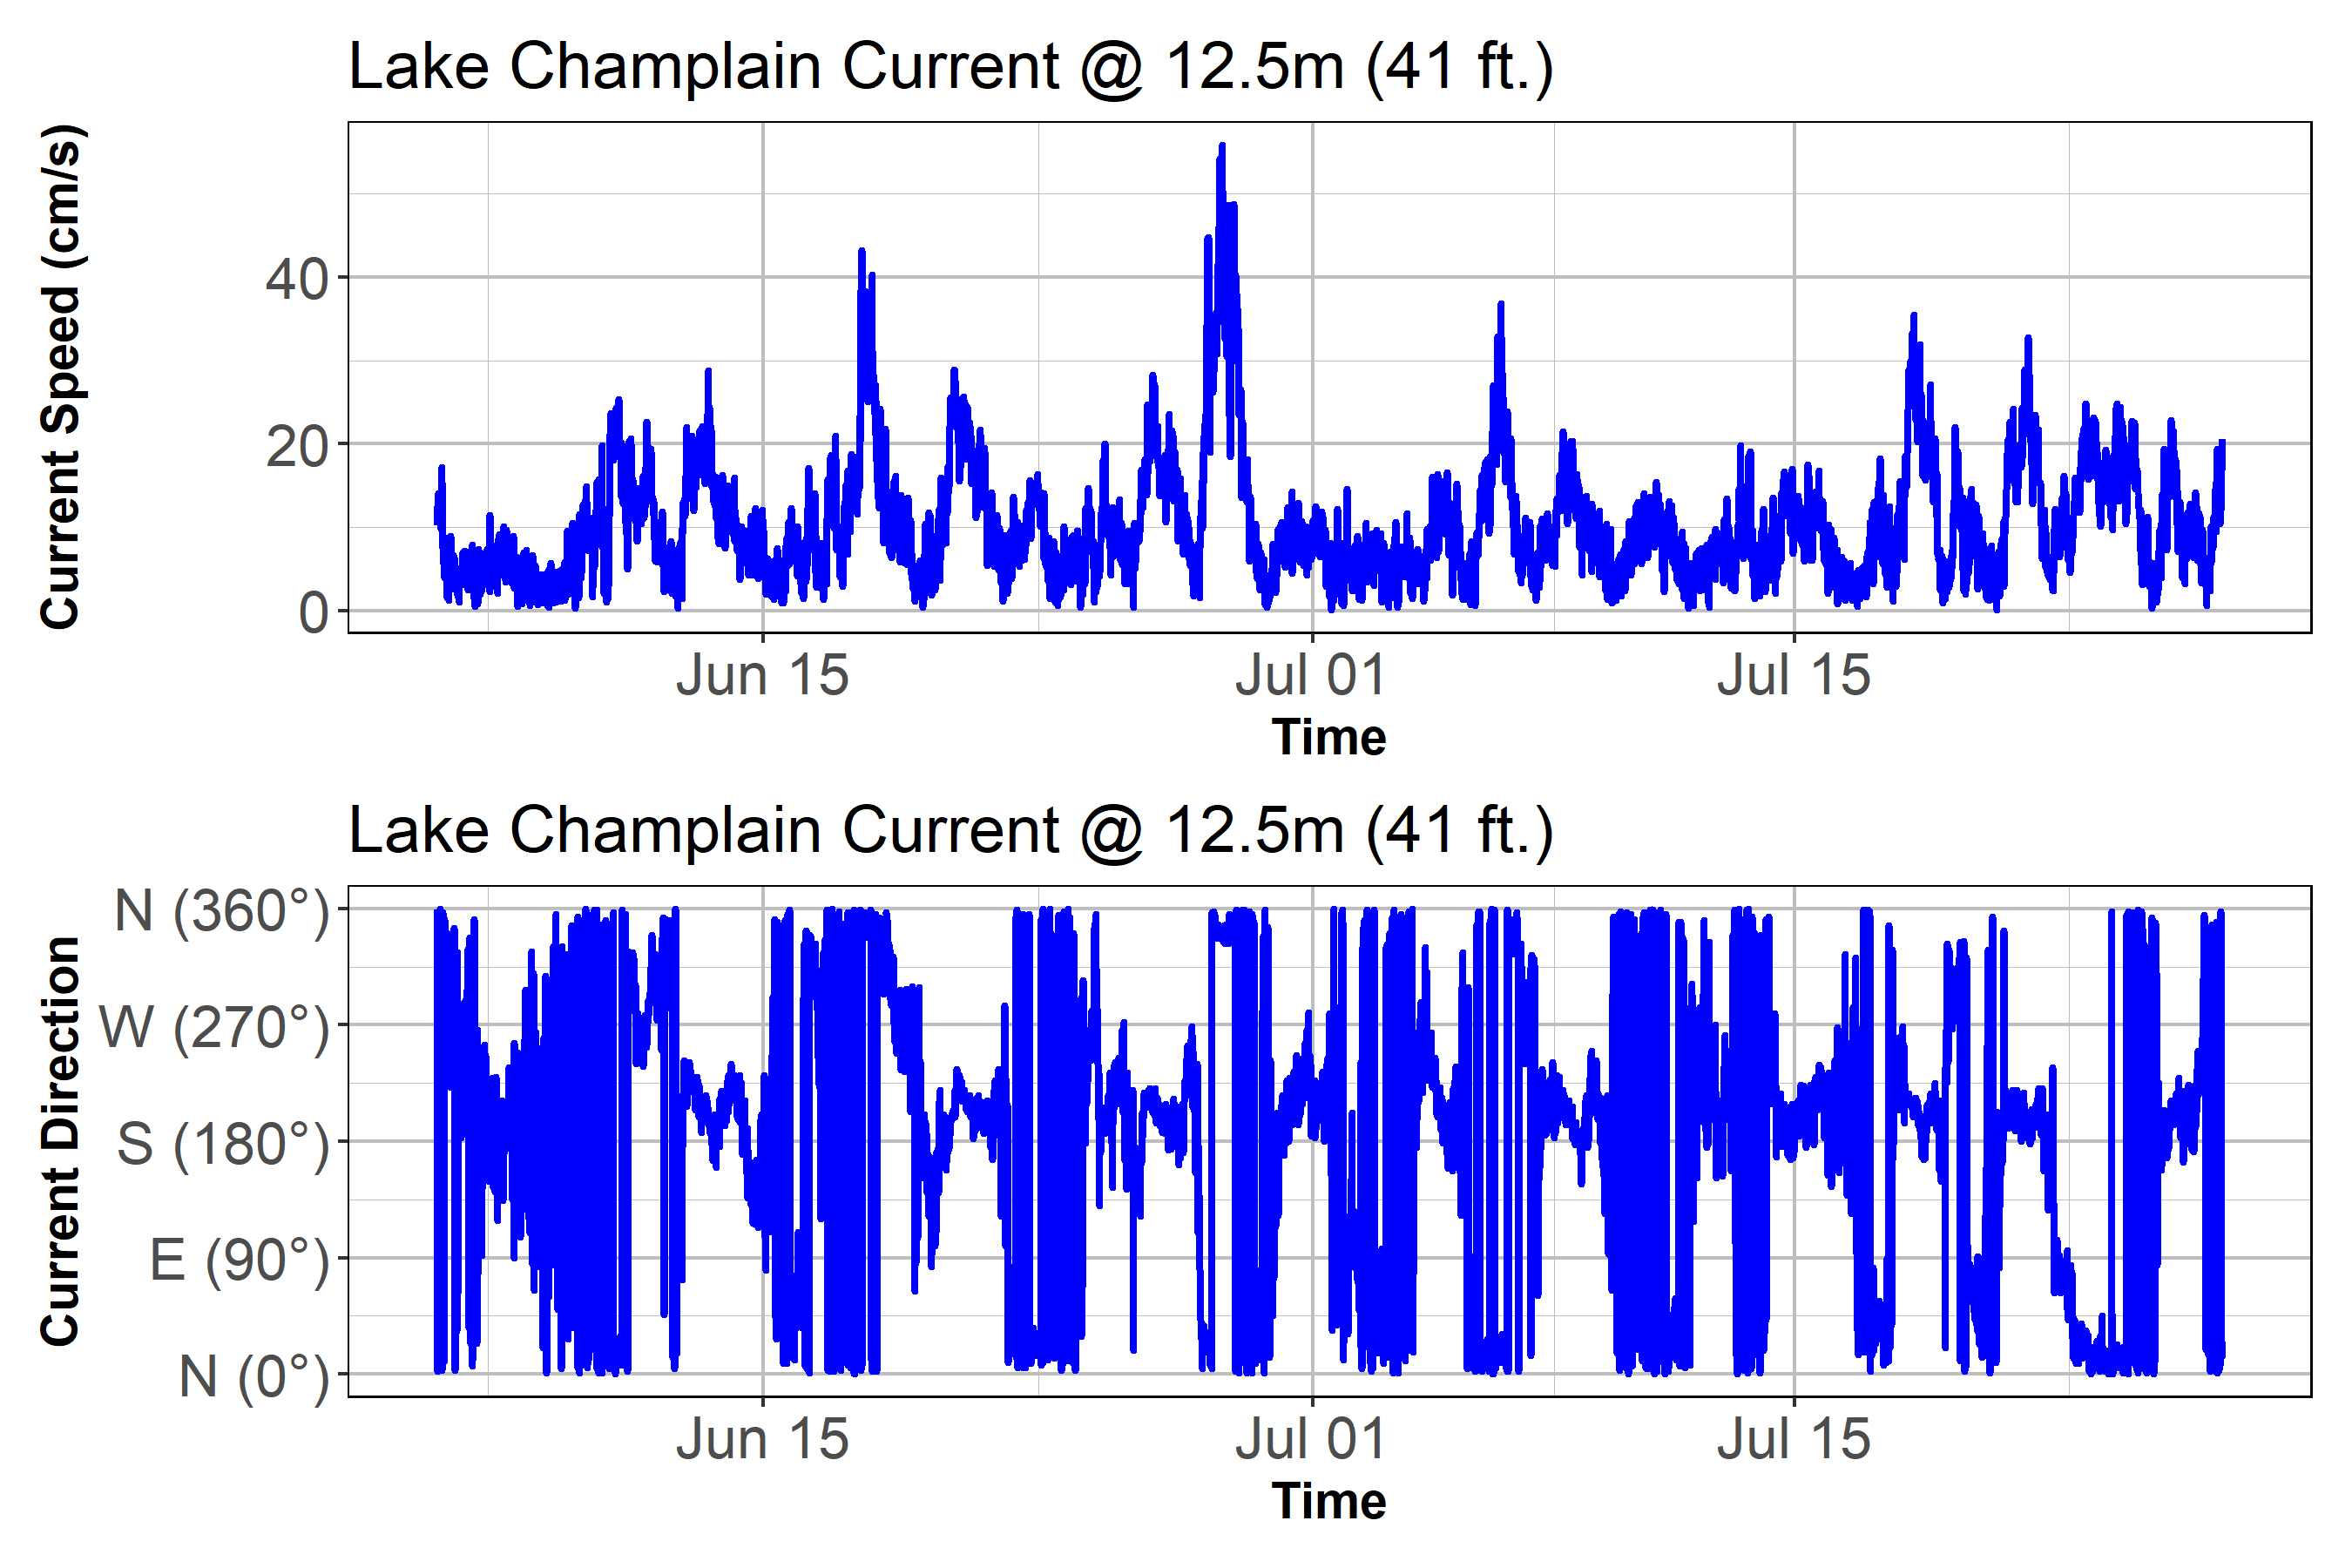 Lake Champlain Current @ 12.5m (41 ft.)
Current Speed (cm/s)
40
20
0
Jun 15 Jul 01 Jul 15
Time
Lake Champlain Current @ 12.5m (41 ft.)
Current Direction
N (360°)
W (270°)
S (180°)
E (90°)
N (0°)
Jun 15 Jul 01 Jul 15
Time